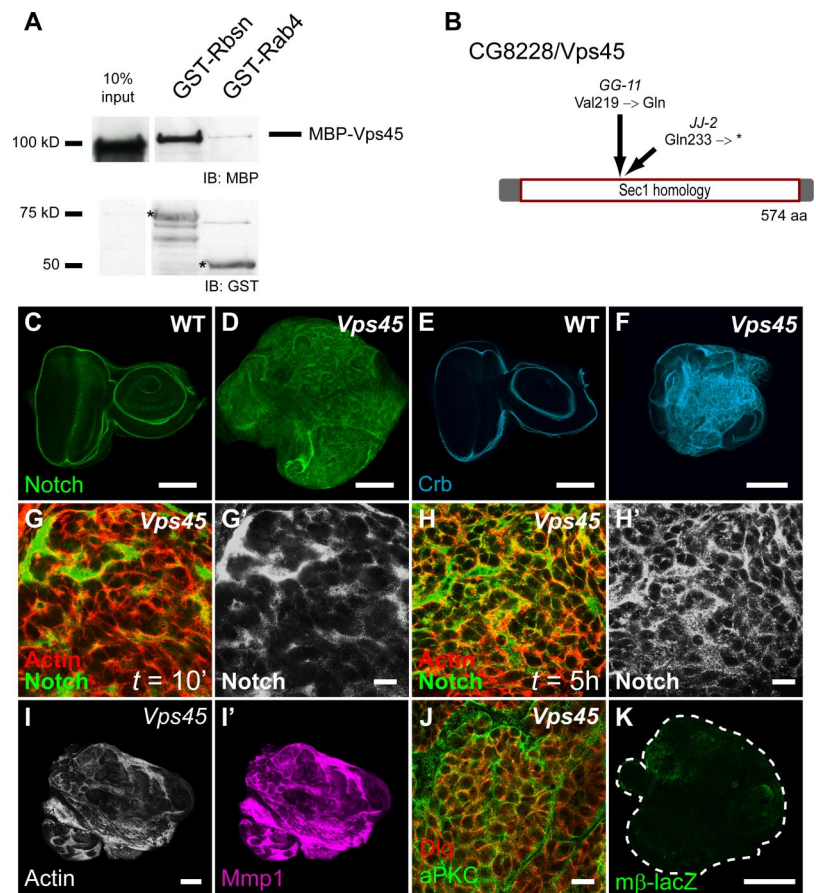 A
10%
input
GST-Rbsn
GST-Rab4
100 kD
MBP-Vps45
IB: MBP
75 kD
*
50
*
IB: GST
B
CG8228/Vps45
GG-11
Val219 –> Gln
JJ-2
Gln233 –> *
Sec1 homology
574 aa
C
WT
Notch
D
Vps45
E
WT
Crb
F
Vps45
G
Vps45
Actin
Notch
t = 10'
G'
Notch
H
Vps45
Actin
Notch
t = 5h
H'
Notch
I
Vps45
Actin
I'
Mmp1
J
Vps45
Dlg
aPKC
K
mβ-lacZ